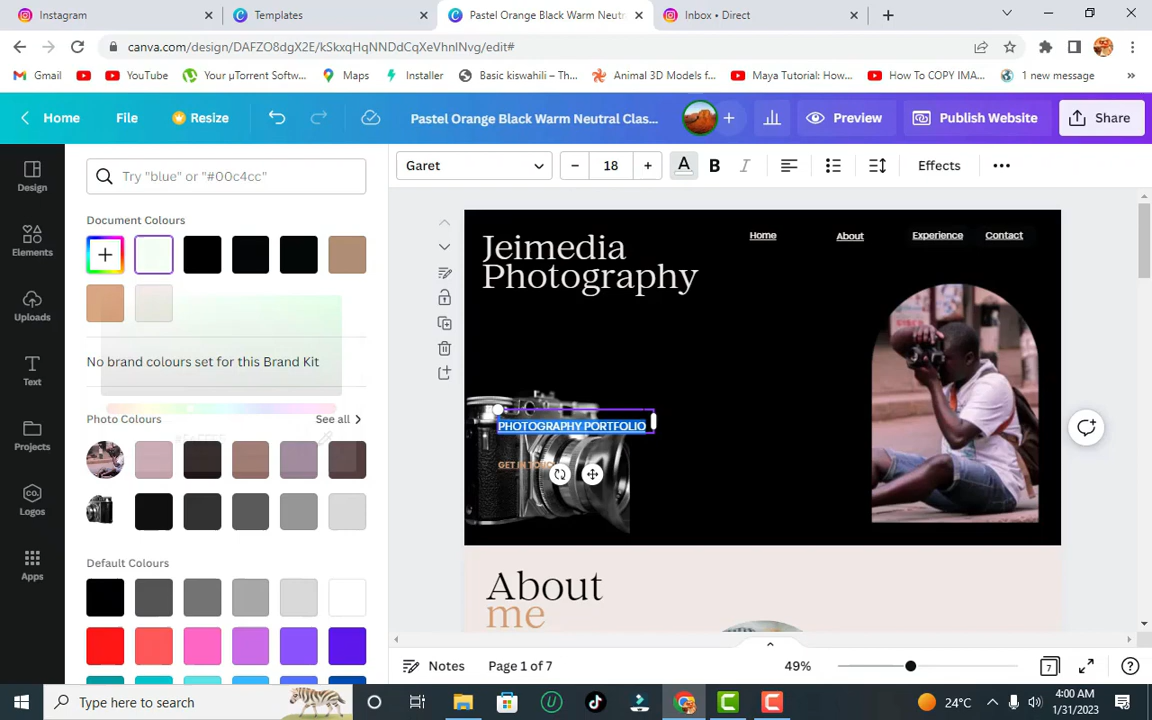 Instagram
Templates
Pastel Orange Black Warm Neutr
Inbox • Direct
canva.com/design/DAFZO8dgX2E/kSkxqHqNNDdCqXeVhnlNvg/edit#
Gmail
YouTube
Your µTorrent Softw...
Maps
Installer
Basic kiswahili – Th...
Animal 3D Models f...
Maya Tutorial: How...
How To COPY IMA...
1 new message
Home
File
Resize
Pastel Orange Black Warm Neutral Clas...
Preview
Publish Website
Share
Try "blue" or "#00c4cc"
Garet
18
A
B
I
Effects
Design
Elements
Uploads
Text
Projects
CO.
Logos
Apps
Document Colours
No brand colours set for this Brand Kit
Photo Colours
See all
Default Colours
Jeimedia
Photography
Home
About
Experience
Contact
PHOTOGRAPHY PORTFOLIO
GET IN
About
me
Notes
Page 1 of 7
49%
7
Type here to search
24°C
4:00 AM
1/31/2023